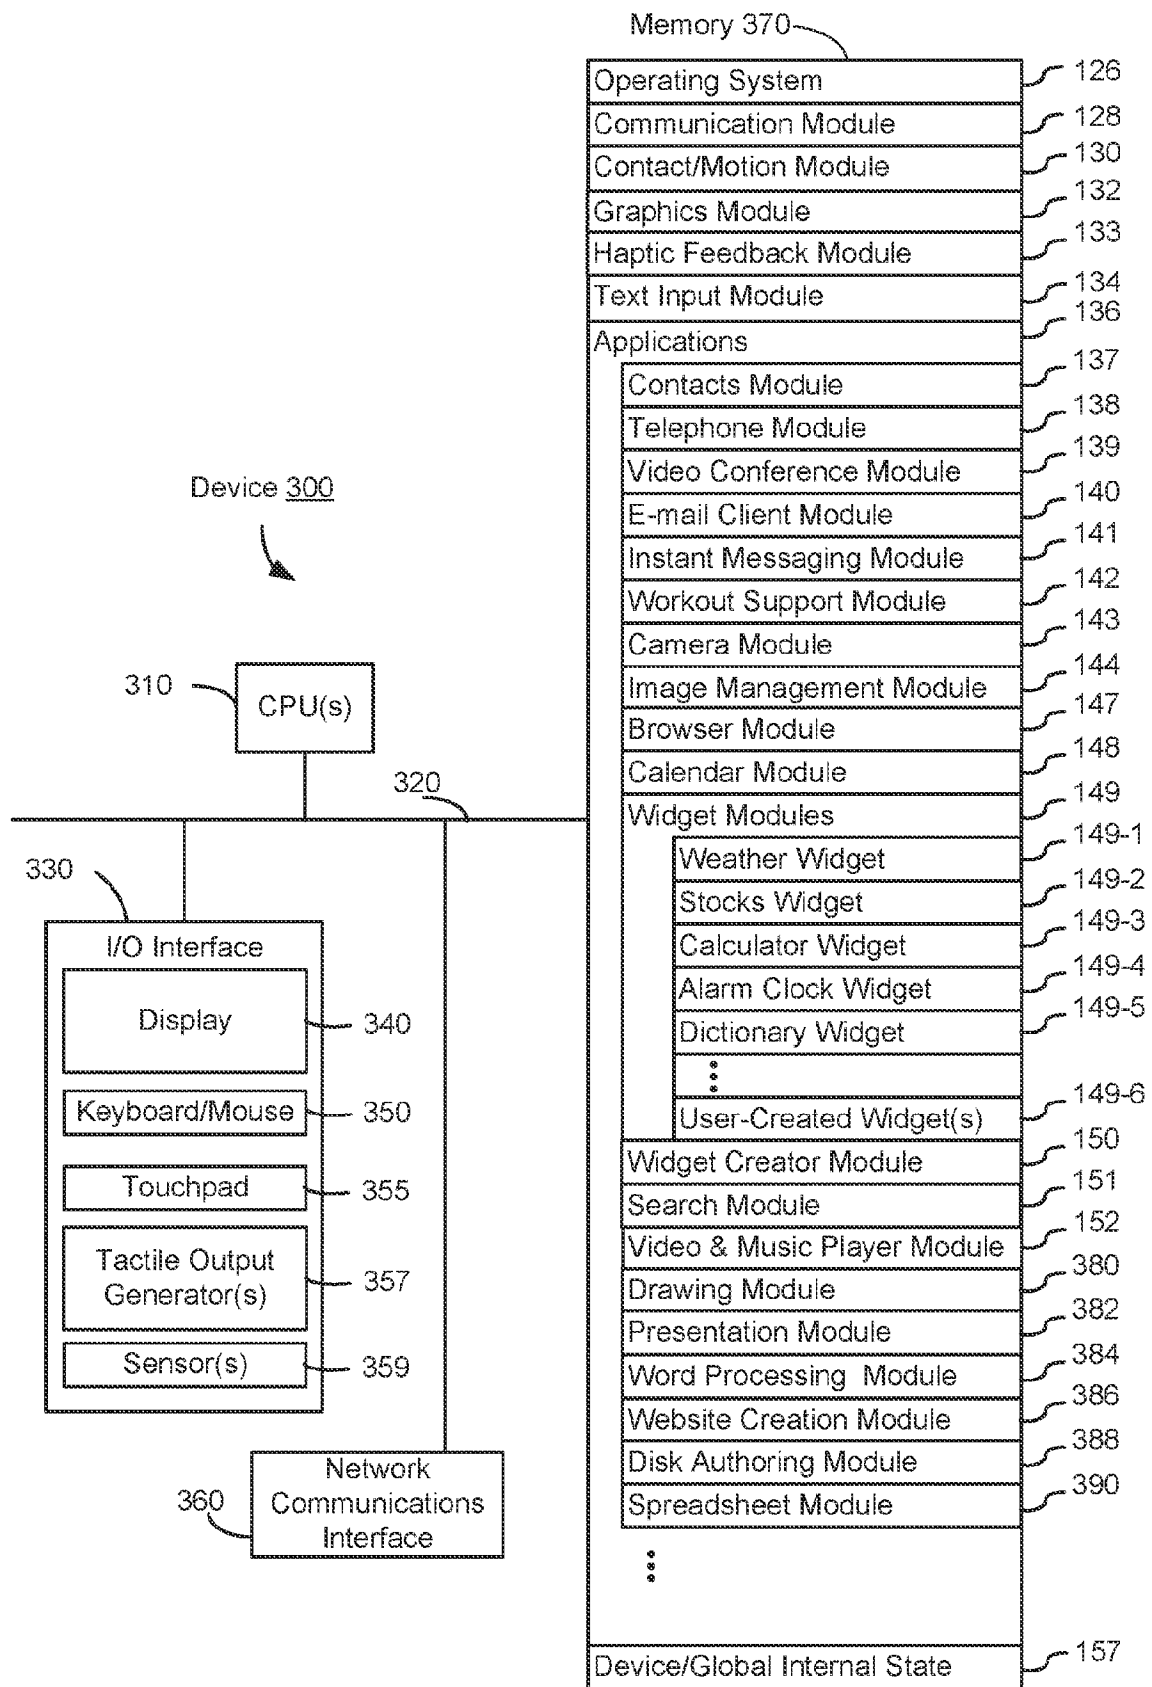 Memory 370
Operating System 126
Communication Module 128
Contact/Motion Module 130
Graphics Module 132
Haptic Feedback Module 133
Text Input Module 134
Applications 136
Contacts Module 137
Telephone Module 138
Video Conference Module 139
E-mail Client Module 140
Instant Messaging Module 141
Workout Support Module 142
Camera Module 143
Image Management Module 144
Browser Module 147
Calendar Module 148
Widget Modules 149
Weather Widget 149-1
Stocks Widget 149-2
Calculator Widget 149-3
Alarm Clock Widget 149-4
Dictionary Widget 149-5
User-Created Widget(s) 149-6
Widget Creator Module 150
Search Module 151
Video & Music Player Module 152
Drawing Module 380
Presentation Module 382
Word Processing Module 384
Website Creation Module 386
Disk Authoring Module 388
Spreadsheet Module 390
Device/Global Internal State 157
Device 300
310
CPU(s)
320
330
I/O Interface
Display 340
Keyboard/Mouse 350
Touchpad 355
Tactile Output
Generator(s) 357
Sensor(s) 359
360
Network
Communications
Interface